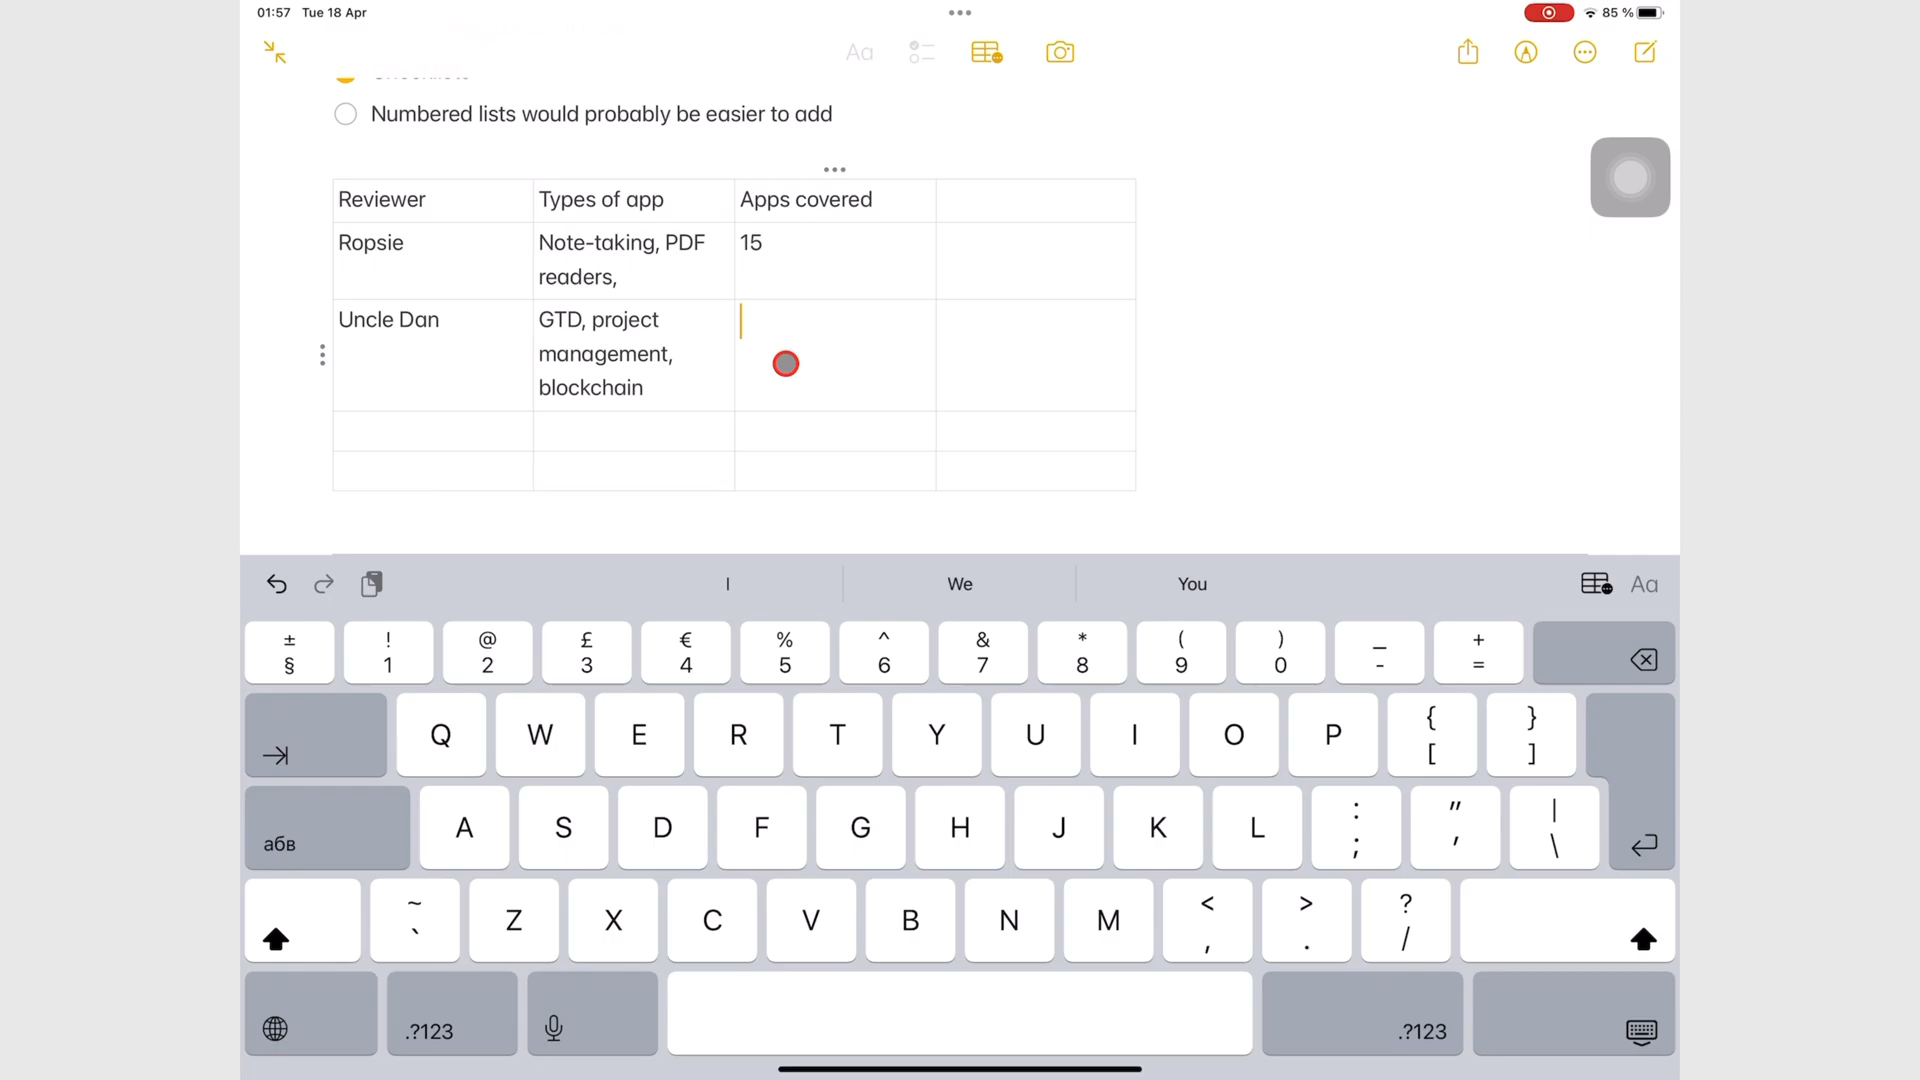 01:57 Tue 18 Apr
85 %
Aa
Numbered lists would probably be easier to add
Reviewer Types of app Apps covered
Ropsie Note-taking, PDF 15
readers,
Uncle Dan GTD, project
management,
blockchain
I We You Aa
± ! @ £ € % ^ & * ( ) _ +
§ 1 2 3 4 5 6 7 8 9 0 - =
Q W E R T Y U I O P { }
[ ]
A S D F G H J K L : " |
абв ; ' \
~ Z X C V B N M < > ?
` , . /
.?123 .?123